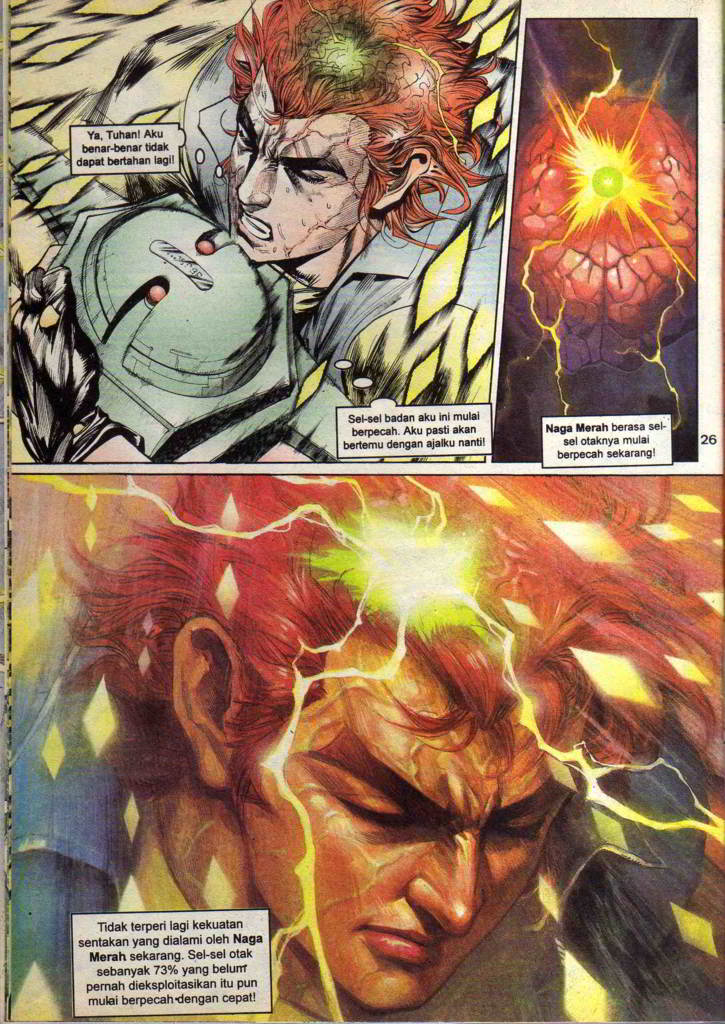 Ya, Tuhan! Aku
benar-benar tidak
dapat bertahan lagi!
Sel-sel badan aku ini mulai
berpecah. Aku pasti akan
bertemu dengan ajalku nanti!
Naga Merah berasa sel-
sel otaknya mulai
berpecah sekarang!
26
Tidak terperi lagi kekuatan
sentakan yang dialami oleh Naga
Merah sekarang. Sel-sel otak
sebanyak 73% yang belum
pernah dieksploitasikan itu pun
mulai berpecah dengan cepat!